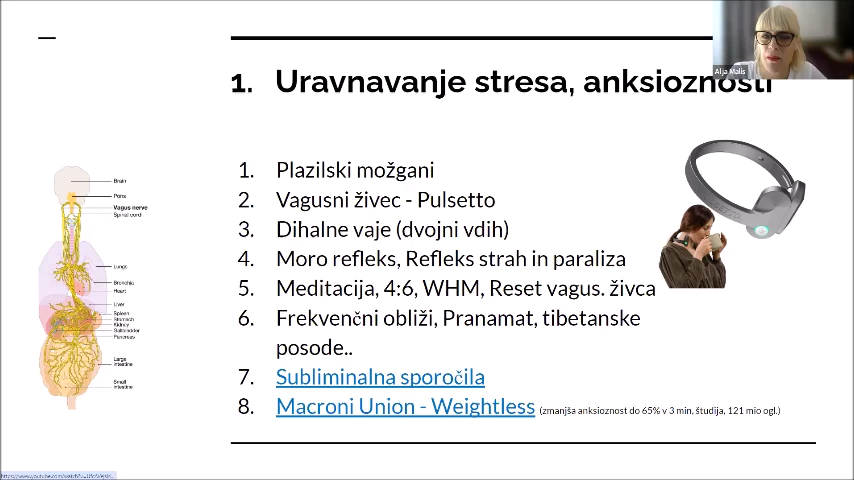 Alja Malis
1. Uravnavanje stresa, anksioznosti
1. Plazilski možgani
2. Vagusni živec - Pulsetto
3. Dihalne vaje (dvojni vdih)
4. Moro refleks, Refleks strah in paraliza
5. Meditacija, 4:6, WHM, Reset vagus. živca
6. Frekvenčni obliži, Pranamat, tibetanske
posode..
7. Subliminalna sporočila
8. Macroni Union - Weightless (zmanjša anksioznost do 65% v 3 min, študija, 121 mio ogl.)
Brain
Pons
Vagus nerve
Spinal cord
Lungs
Bronchia
Heart
Liver
Spleen
Stomach
Kidney
Gallbladder
Pancreas
Large
intestine
Small
intestine